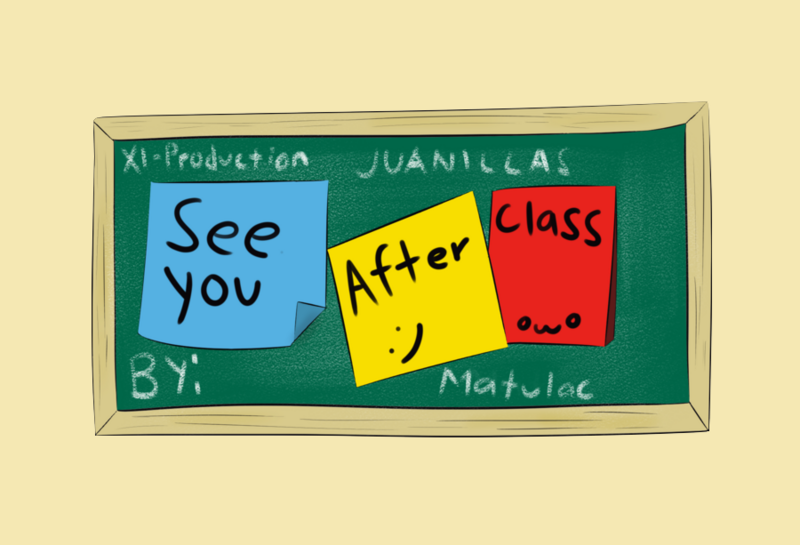 XI-Production JUANILLAS
See
you
After
:)
Class
owo
BY:
Matulac